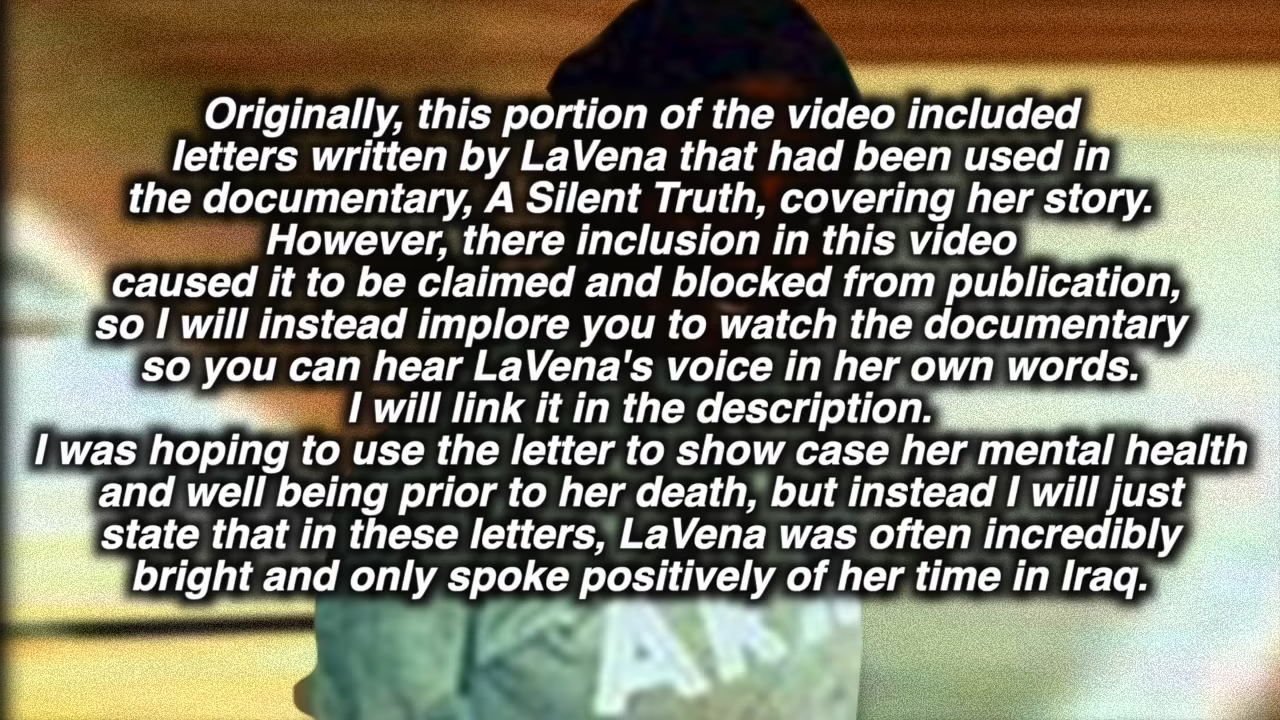 Originally, this portion of the video included
letters written by LaVena that had been used in
the documentary, A Silent Truth, covering her story.
However, there inclusion in this video
caused it to be claimed and blocked from publication,
so I will instead implore you to watch the documentary
so you can hear LaVena's voice in her own words.
I will link it in the description.
I was hoping to use the letter to show case her mental health
and well being prior to her death, but instead I will just
state that in these letters, LaVena was often incredibly
bright and only spoke positively of her time in Iraq.